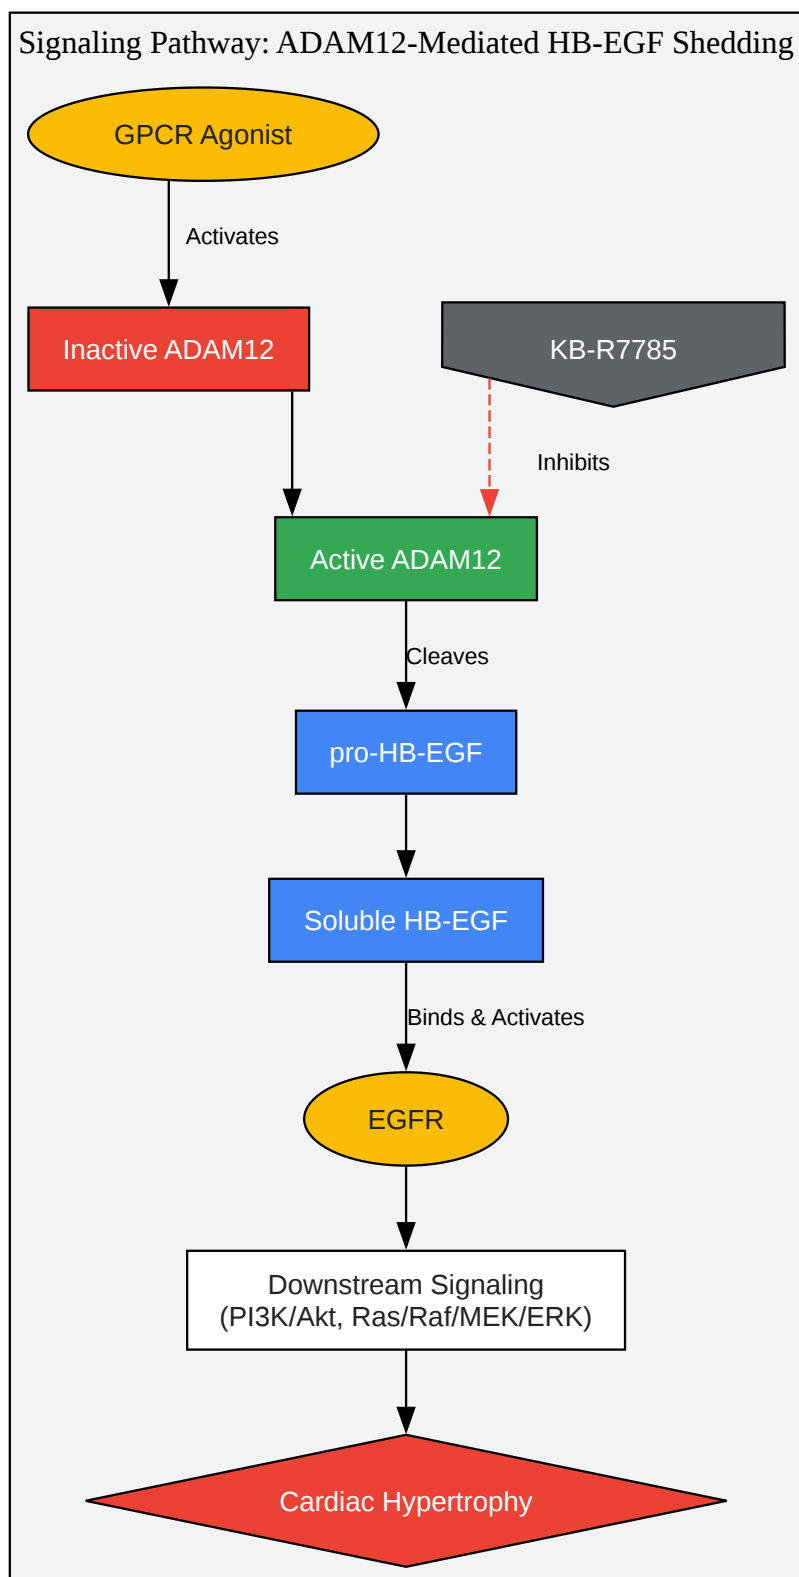 Signaling Pathway: ADAM12-Mediated HB-EGF Shedding
GPCR Agonist
Activates
Inactive ADAM12
KB-R7785
Inhibits
Active ADAM12
Cleaves
pro-HB-EGF
Soluble HB-EGF
Binds & Activates
EGFR
Downstream Signaling
(PI3K/Akt, Ras/Raf/MEK/ERK)
Cardiac Hypertrophy